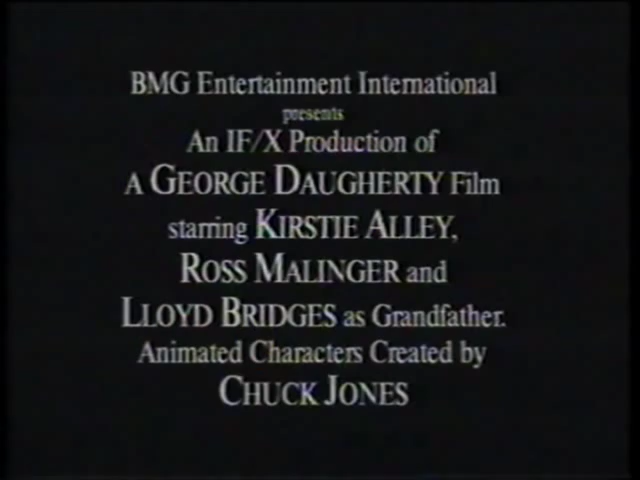 BMG Entertainment International
presents
An IF/X Production of
A GEORGE DAUGHERTY Film
starring KIRSTIE ALLEY,
ROSS MALINGER and
LLOYD BRIDGES as Grandfather.
Animated Characters Created by
CHUCK JONES